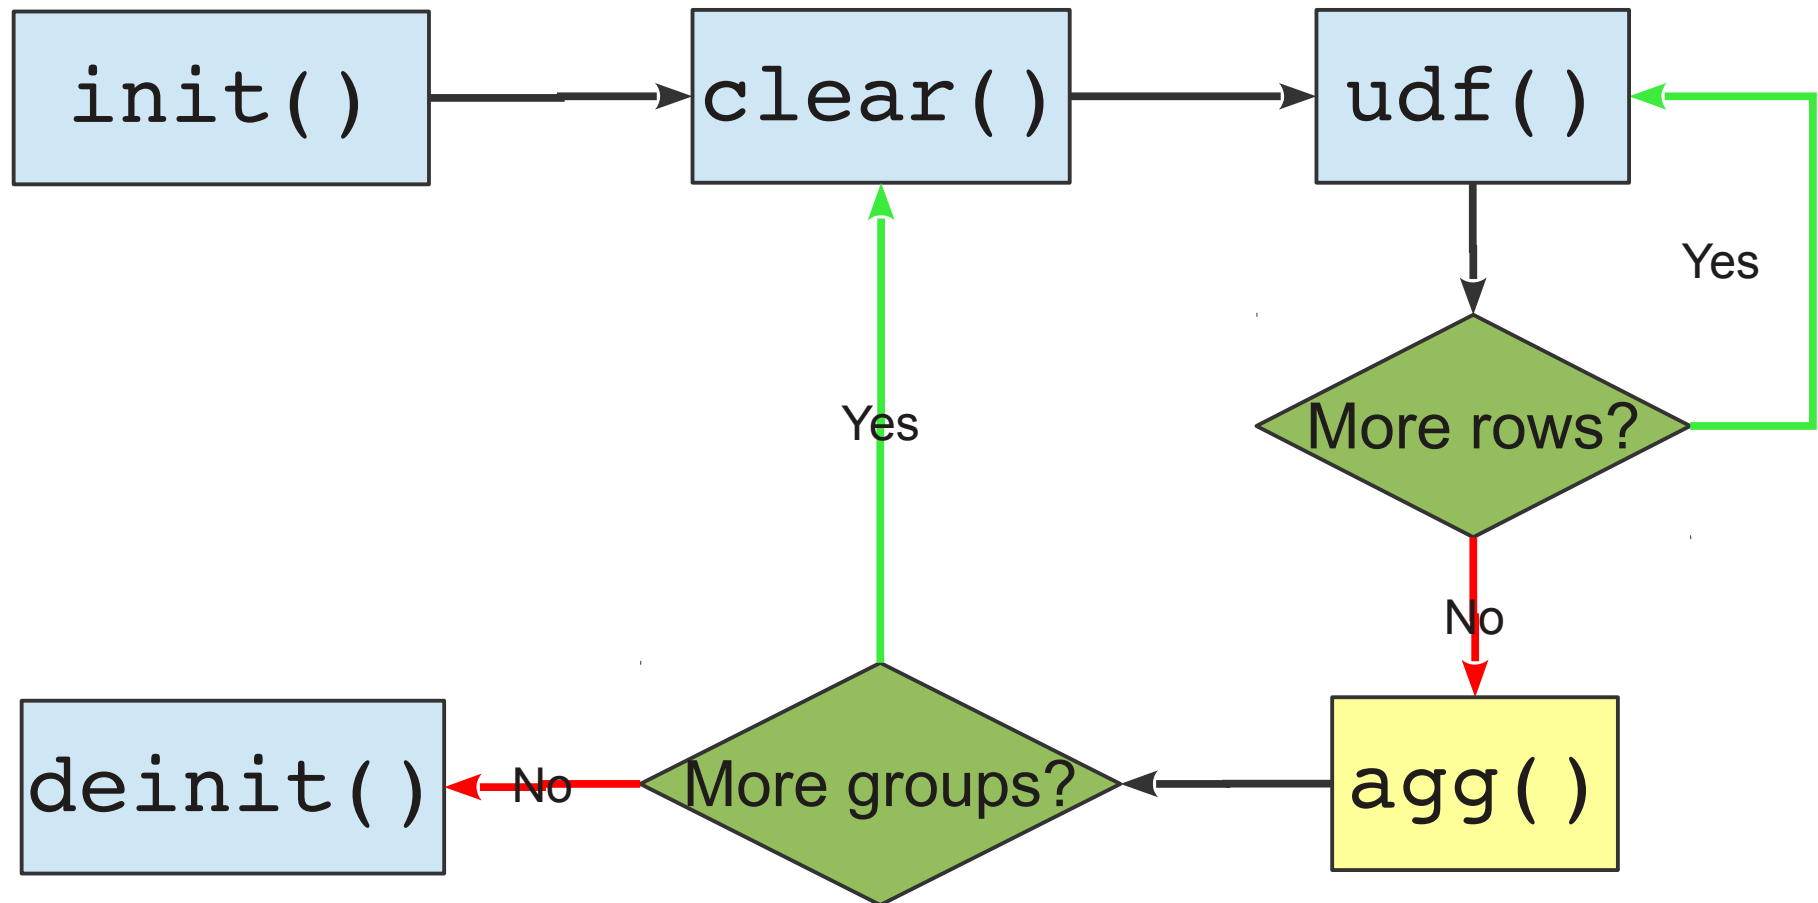 init()
clear()
udf()
Yes
Yes
More rows?
No
deinit()
No
More groups?
agg()